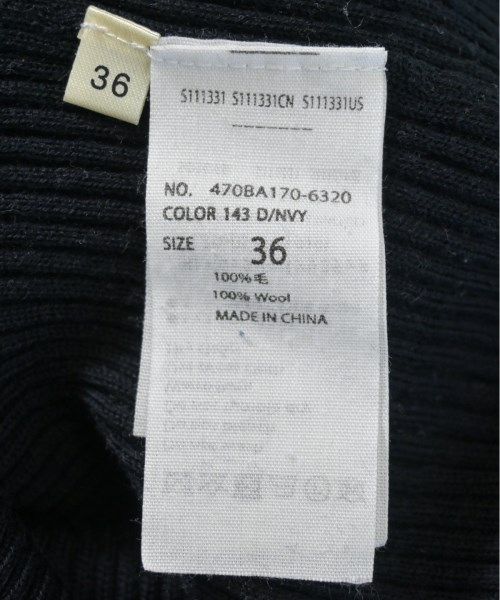 36
S111331 S111331CN S111331US
NO. 470BA170-6320
COLOR 143 D/NVY
SIZE 36
100%毛
100% Wool
MADE IN CHINA